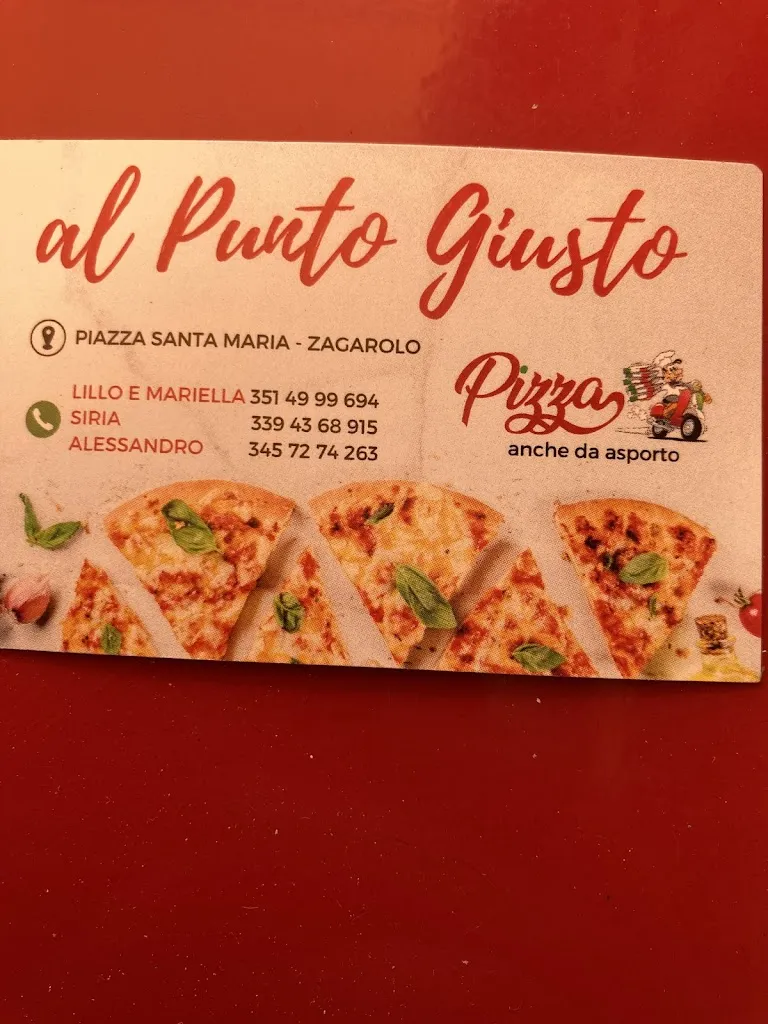 al Punto Giusto
PIAZZA SANTA MARIA - ZAGAROLO
LILLO E MARIELLA 351 49 99 694
SIRIA 339 43 68 915
ALESSANDRO 345 72 74 263
Pizza
anche da asporto